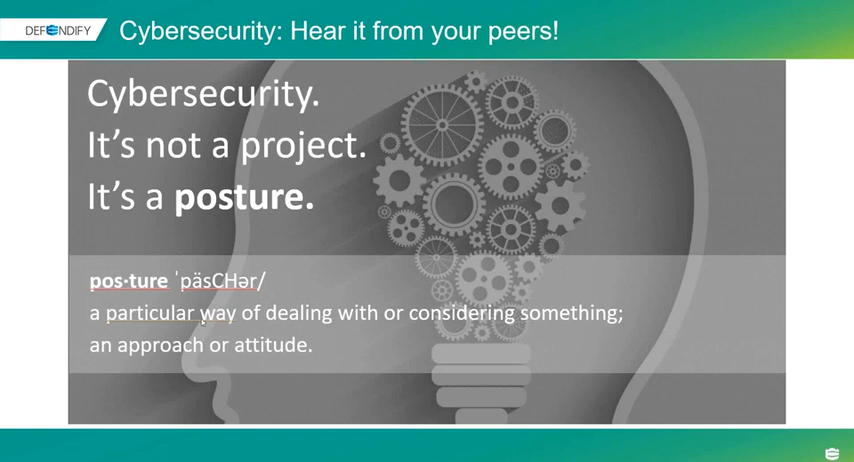 DEFENDIFY
Cybersecurity: Hear it from your peers!
Cybersecurity.
It’s not a project.
It’s a posture.
pos·ture ˈpäsCHər/
a particular way of dealing with or considering something;
an approach or attitude.